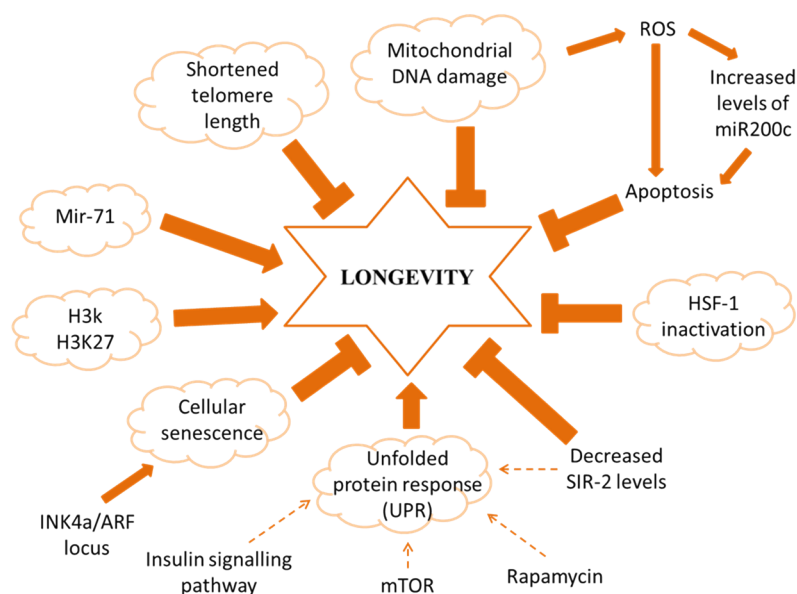 Shortened
telomere
length
Mitochondrial
DNA damage
ROS
Increased
levels of
miR200c
Apoptosis
Mir-71
LONGEVITY
H3k
H3K27
HSF-1
inactivation
Cellular
senescence
Unfolded
protein response
(UPR)
Decreased
SIR-2 levels
INK4a/ARF
locus
Insulin signalling
pathway
mTOR
Rapamycin